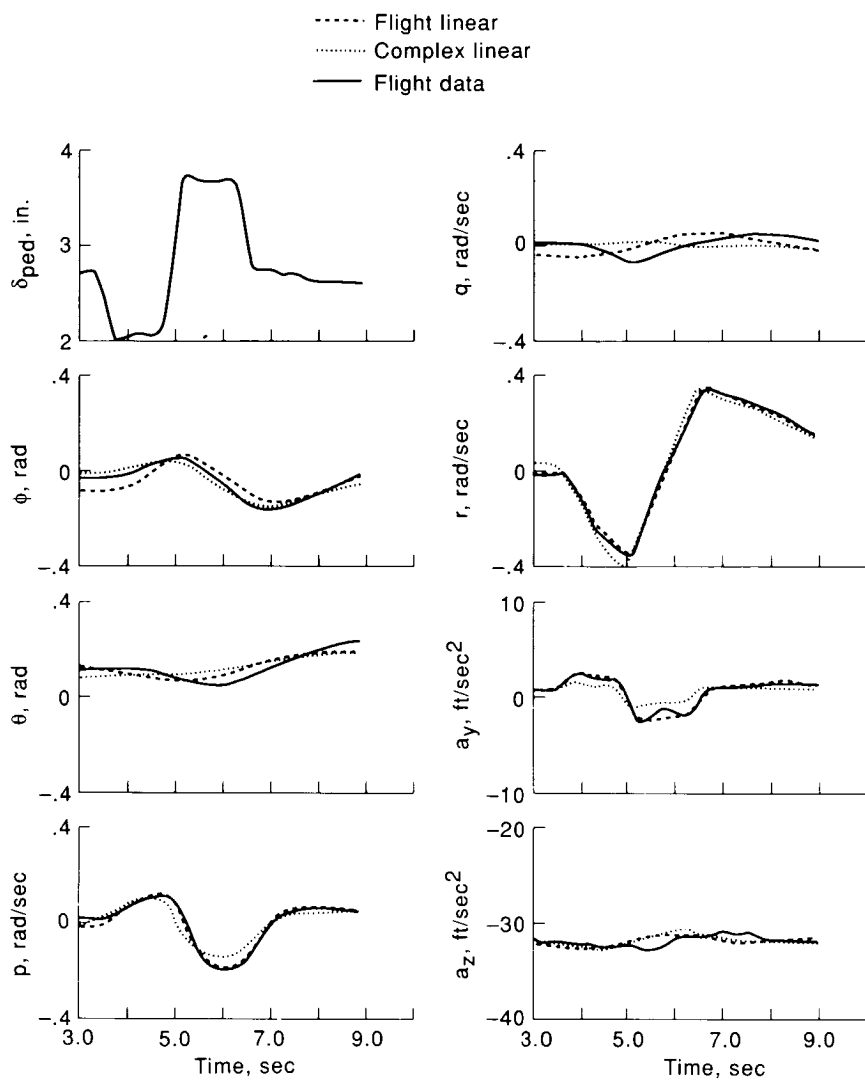 Flight linear
Complex linear
Flight data
4
3
2
δped, in.
.4
0
−.4
q, rad/sec
.4
0
−.4
ϕ, rad
.4
0
−.4
r, rad/sec
.4
0
−.4
θ, rad
10
0
−10
ay, ft/sec2
.4
0
−.4
p, rad/sec
3.0 5.0 7.0 9.0
Time, sec
−20
−30
−40
az, ft/sec2
3.0 5.0 7.0 9.0
Time, sec